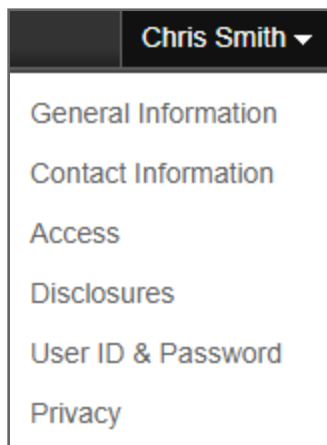 Chris Smith
General Information
Contact Information
Access
Disclosures
User ID & Password
Privacy